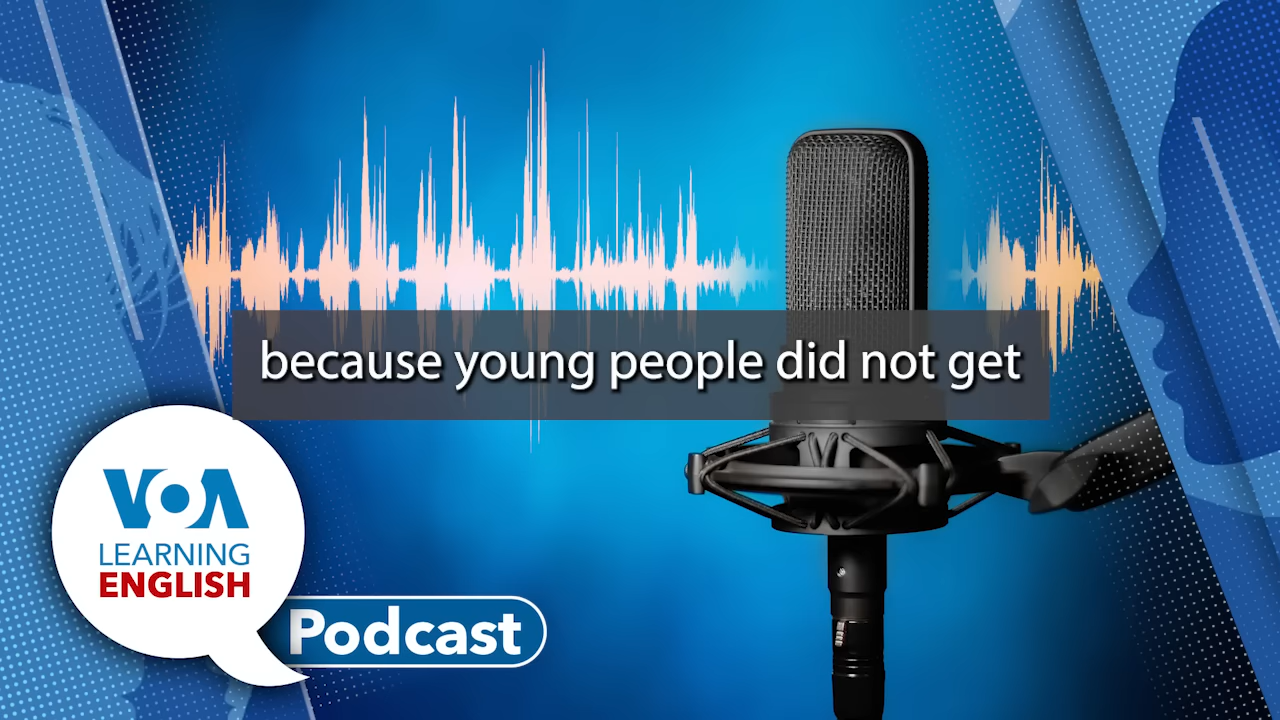 because young people did not get
VOA
LEARNING
ENGLISH
Podcast